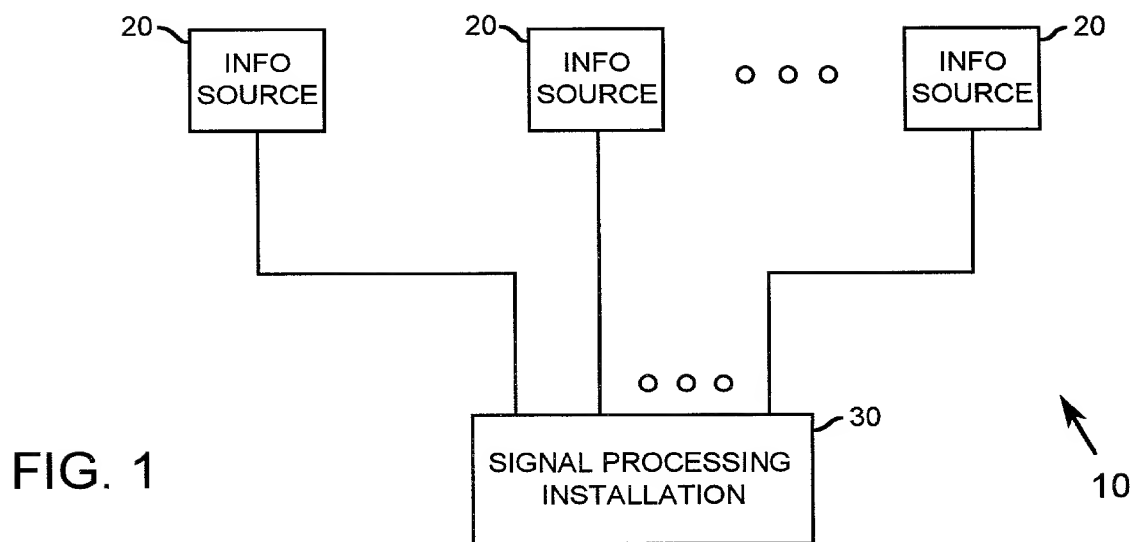 20
INFO
SOURCE
20
INFO
SOURCE
20
INFO
SOURCE
30
SIGNAL PROCESSING
INSTALLATION
FIG. 1
10